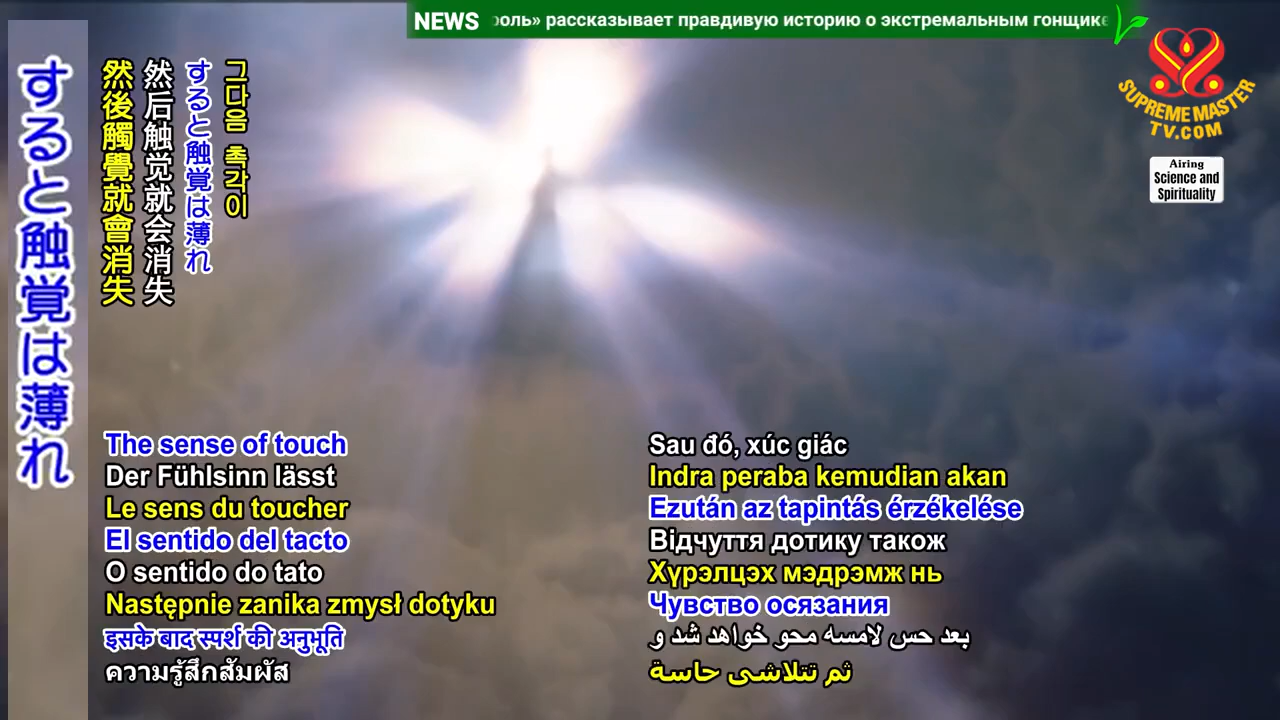 NEWS роль» рассказывает правдивую историю о экстремальным гонщике
SUPREME MASTER
TV.COM
Airing
Science and
Spirituality
すると触覚は薄れ
그다음 촉각이
すると触覚は薄れ
然后触觉就会消失
然後觸覺就會消失
The sense of touch
Der Fühlsinn lässt
Le sens du toucher
El sentido del tacto
O sentido do tato
Następnie zanika zmysł dotyku
इसके बाद स्पर्श की अनुभूति
ความรู้สึกสัมผัส
Sau đó, xúc giác
Indra peraba kemudian akan
Ezután az tapintás érzékelése
Відчуття дотику також
Хүрэлцэх мэдрэмж нь
Чувство осязания
بعد حس لامسه محو خواهد شد و
ثم تتلاشى حاسة